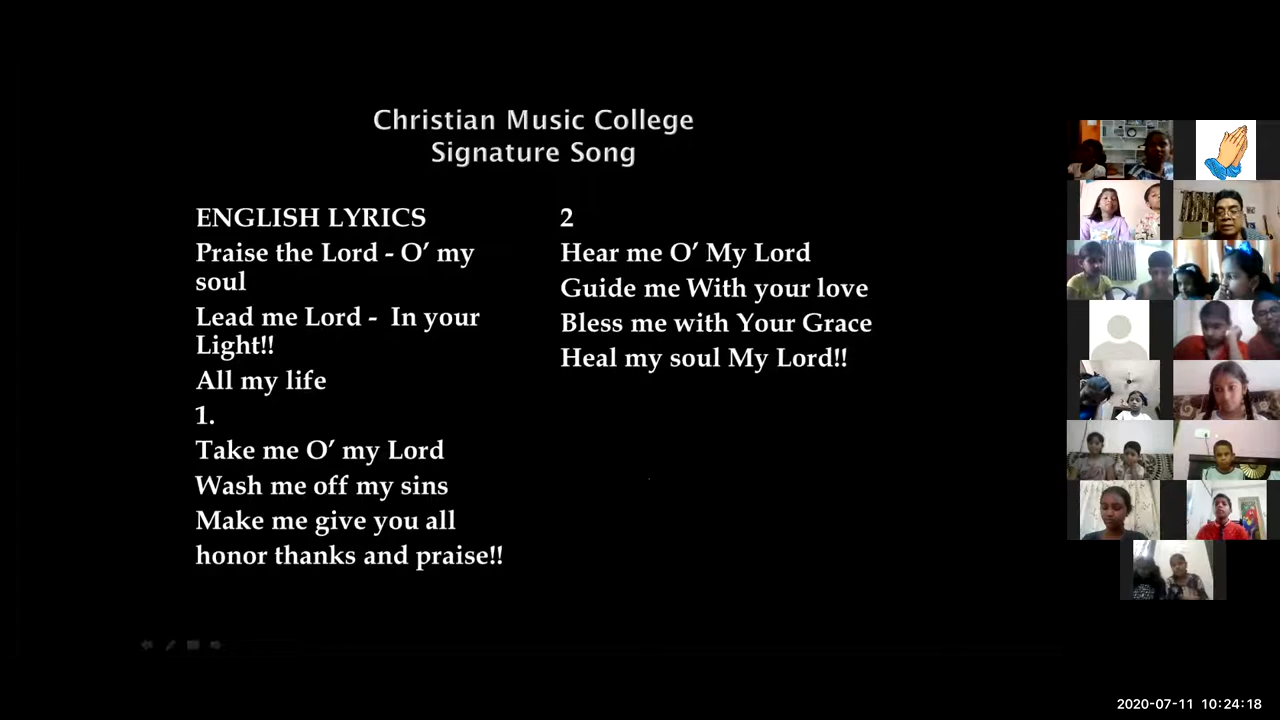 Christian Music College
Signature Song
ENGLISH LYRICS
Praise the Lord - O’ my
soul
Lead me Lord -  In your
Light!!
All my life
1.
Take me O’ my Lord
Wash me off my sins
Make me give you all
honor thanks and praise!!
2
Hear me O’ My Lord
Guide me With your love
Bless me with Your Grace
Heal my soul My Lord!!
2020-07-11 10:24:18